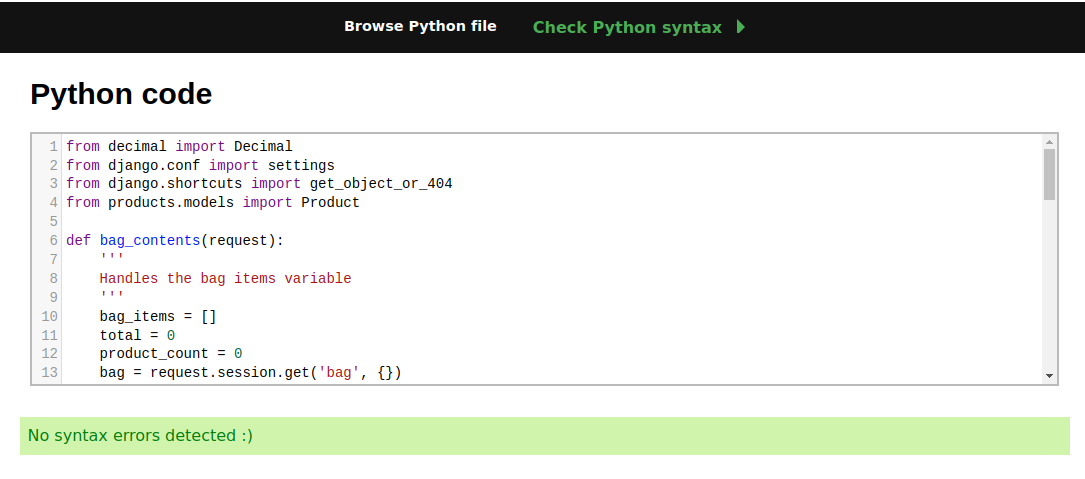 Browse Python file Check Python syntax
Python code
1 from decimal import Decimal
2 from django.conf import settings
3 from django.shortcuts import get_object_or_404
4 from products.models import Product
5
6 def bag_contents(request):
7     '''
8     Handles the bag items variable
9     '''
10     bag_items = []
11     total = 0
12     product_count = 0
13     bag = request.session.get('bag', {})
No syntax errors detected :)